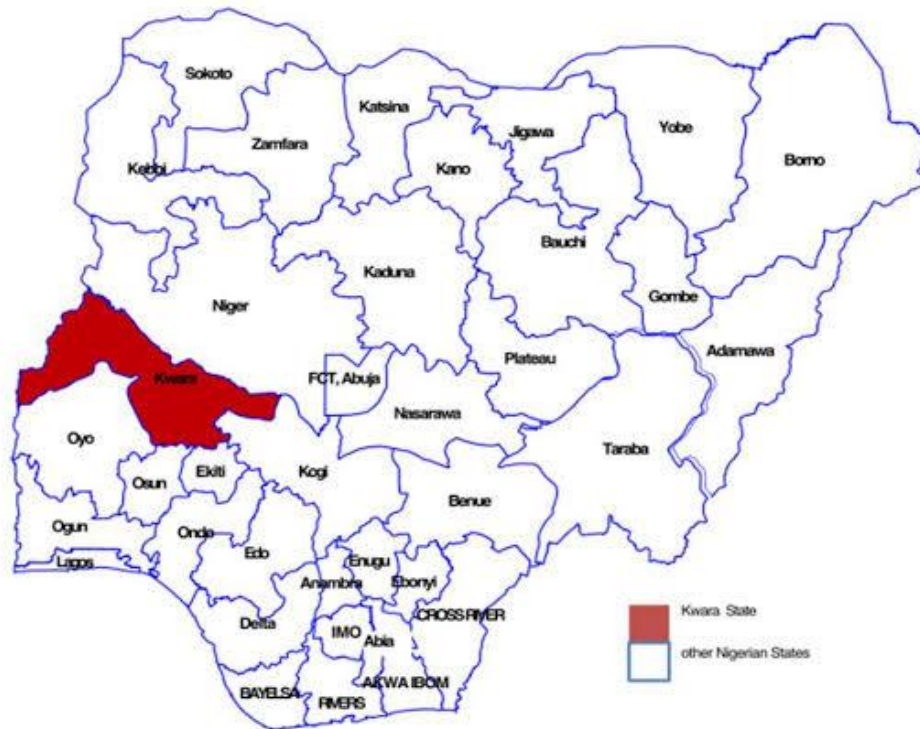 Sokoto
Katsina
Yobe
Jigawa
Zamfara
Borno
Kebbi
Kano
Bauchi
Kaduna
Gombe
Niger
Adamawa
Plateau
FCT, Abuja
Kwara
Nasarawa
Oyo
Taraba
Kogi
Ekiti
Osun
Benue
Ogun
Ondo
Edo
Enugu
Lagos
Anambra
Ebonyi
CROSS RIVER
Delta
IMO
Abia
BAYELSA
AKWA IBOM
RIVERS
Kwara State
other Nigerian States